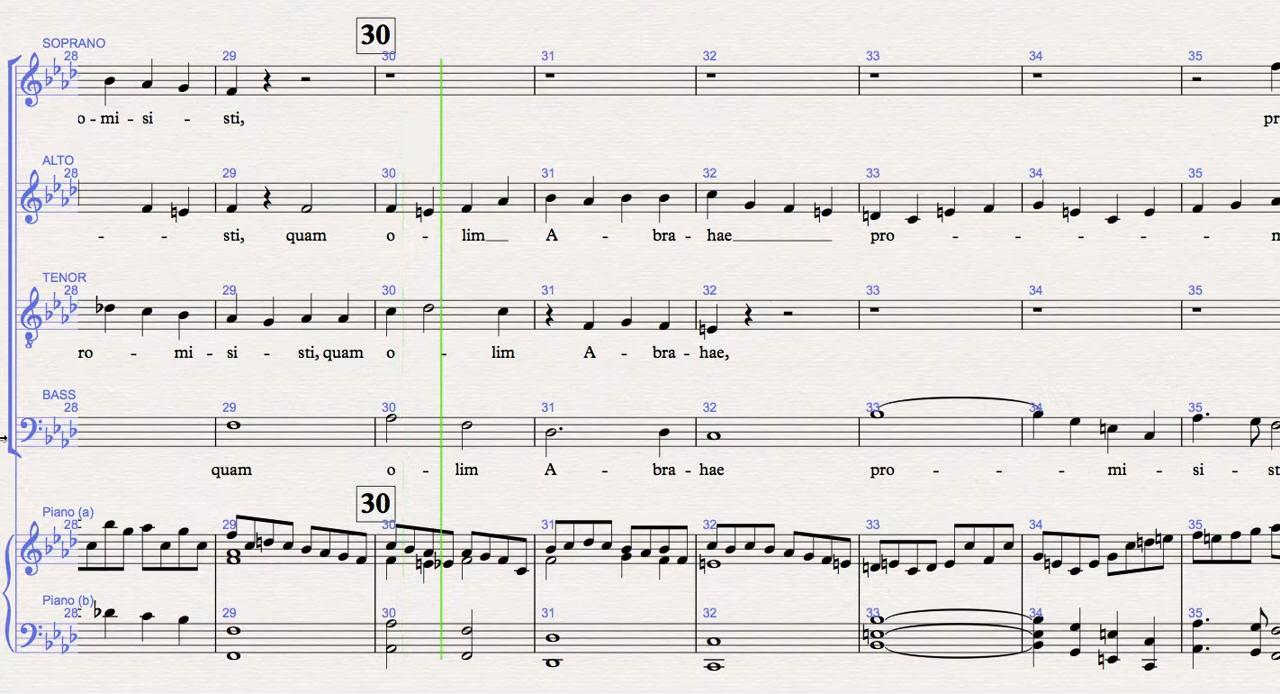 30
SOPRANO
28 29 30 31 32 33 34 35
o - mi - si - sti, pr
ALTO
28 29 30 31 32 33 34 35
- - sti, quam o - lim__ A - bra - hae________ pro - - - - - - - m
TENOR
28 29 30 31 32 33 34 35
ro - mi - si - sti, quam o - lim A - bra - hae,
BASS
28 29 30 31 32 33 34 35
quam o - lim A - bra - hae pro - - - mi - si - st
30
Piano (a)
28 29 30 31 32 33 34 35
Piano (b)
28 29 30 31 32 33 34 35